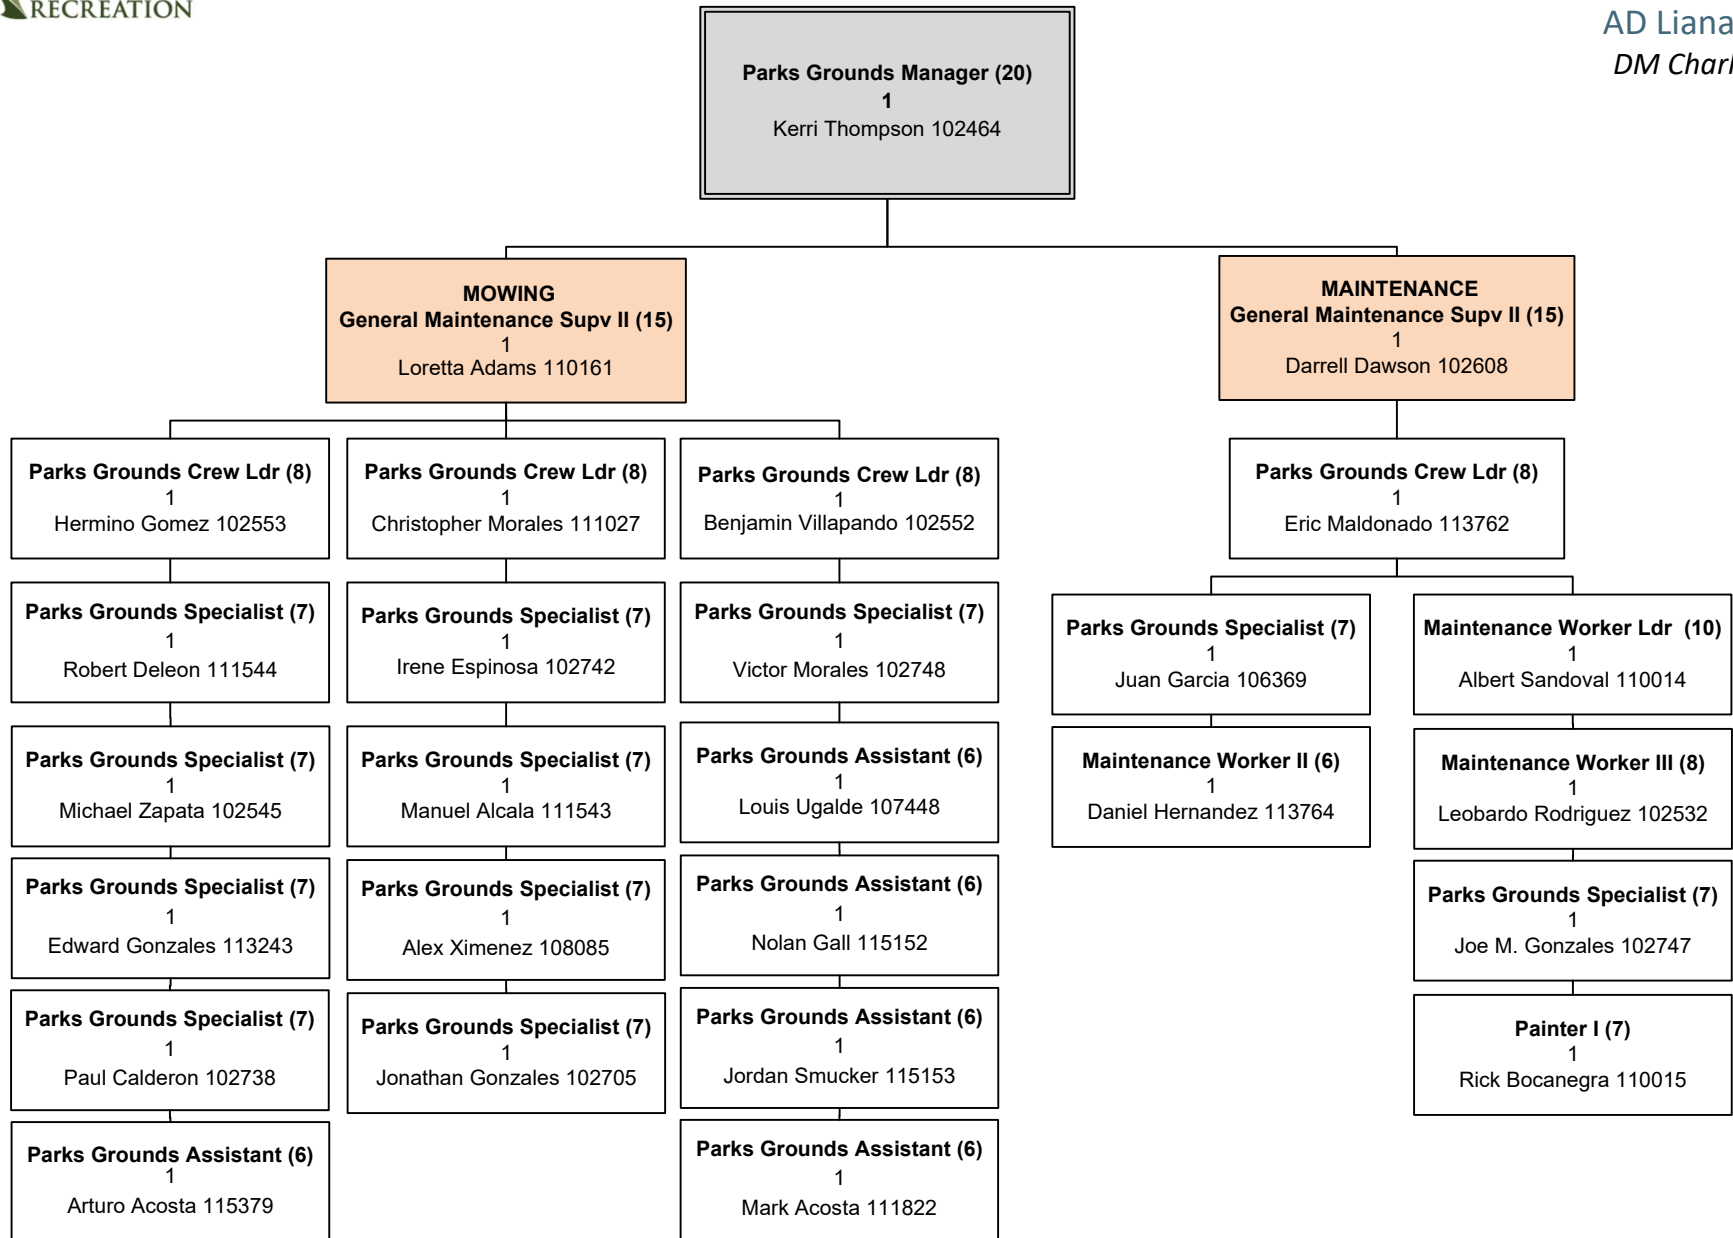 RECREATION
AD Liana
DM Charl
Parks Grounds Manager (20)
1
Kerri Thompson 102464
MOWING
General Maintenance Supv II (15)
1
Loretta Adams 110161
MAINTENANCE
General Maintenance Supv II (15)
1
Darrell Dawson 102608
Parks Grounds Crew Ldr (8)
1
Hermino Gomez 102553
Parks Grounds Specialist (7)
1
Robert Deleon 111544
Parks Grounds Specialist (7)
1
Michael Zapata 102545
Parks Grounds Specialist (7)
1
Edward Gonzales 113243
Parks Grounds Specialist (7)
1
Paul Calderon 102738
Parks Grounds Assistant (6)
1
Arturo Acosta 115379
Parks Grounds Crew Ldr (8)
1
Christopher Morales 111027
Parks Grounds Specialist (7)
1
Irene Espinosa 102742
Parks Grounds Specialist (7)
1
Manuel Alcala 111543
Parks Grounds Specialist (7)
1
Alex Ximenez 108085
Parks Grounds Specialist (7)
1
Jonathan Gonzales 102705
Parks Grounds Crew Ldr (8)
1
Benjamin Villapando 102552
Parks Grounds Specialist (7)
1
Victor Morales 102748
Parks Grounds Assistant (6)
1
Louis Ugalde 107448
Parks Grounds Assistant (6)
1
Nolan Gall 115152
Parks Grounds Assistant (6)
1
Jordan Smucker 115153
Parks Grounds Assistant (6)
1
Mark Acosta 111822
Parks Grounds Crew Ldr (8)
1
Eric Maldonado 113762
Parks Grounds Specialist (7)
1
Juan Garcia 106369
Maintenance Worker II (6)
1
Daniel Hernandez 113764
Maintenance Worker Ldr (10)
1
Albert Sandoval 110014
Maintenance Worker III (8)
1
Leobardo Rodriguez 102532
Parks Grounds Specialist (7)
1
Joe M. Gonzales 102747
Painter I (7)
1
Rick Bocanegra 110015